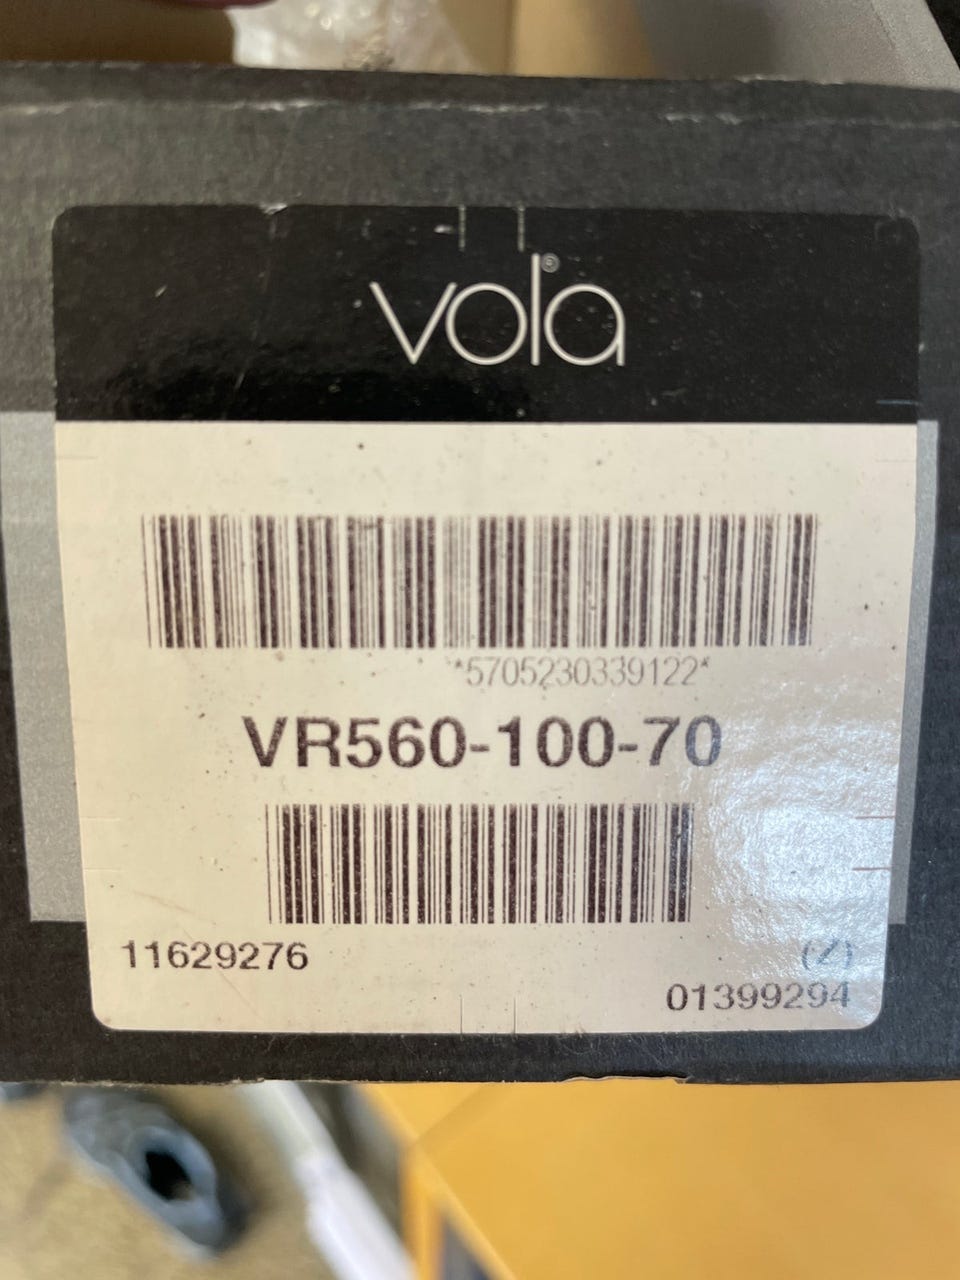 vola®
*5705230339122*
VR560-100-70
11629276
(Z)
01399294